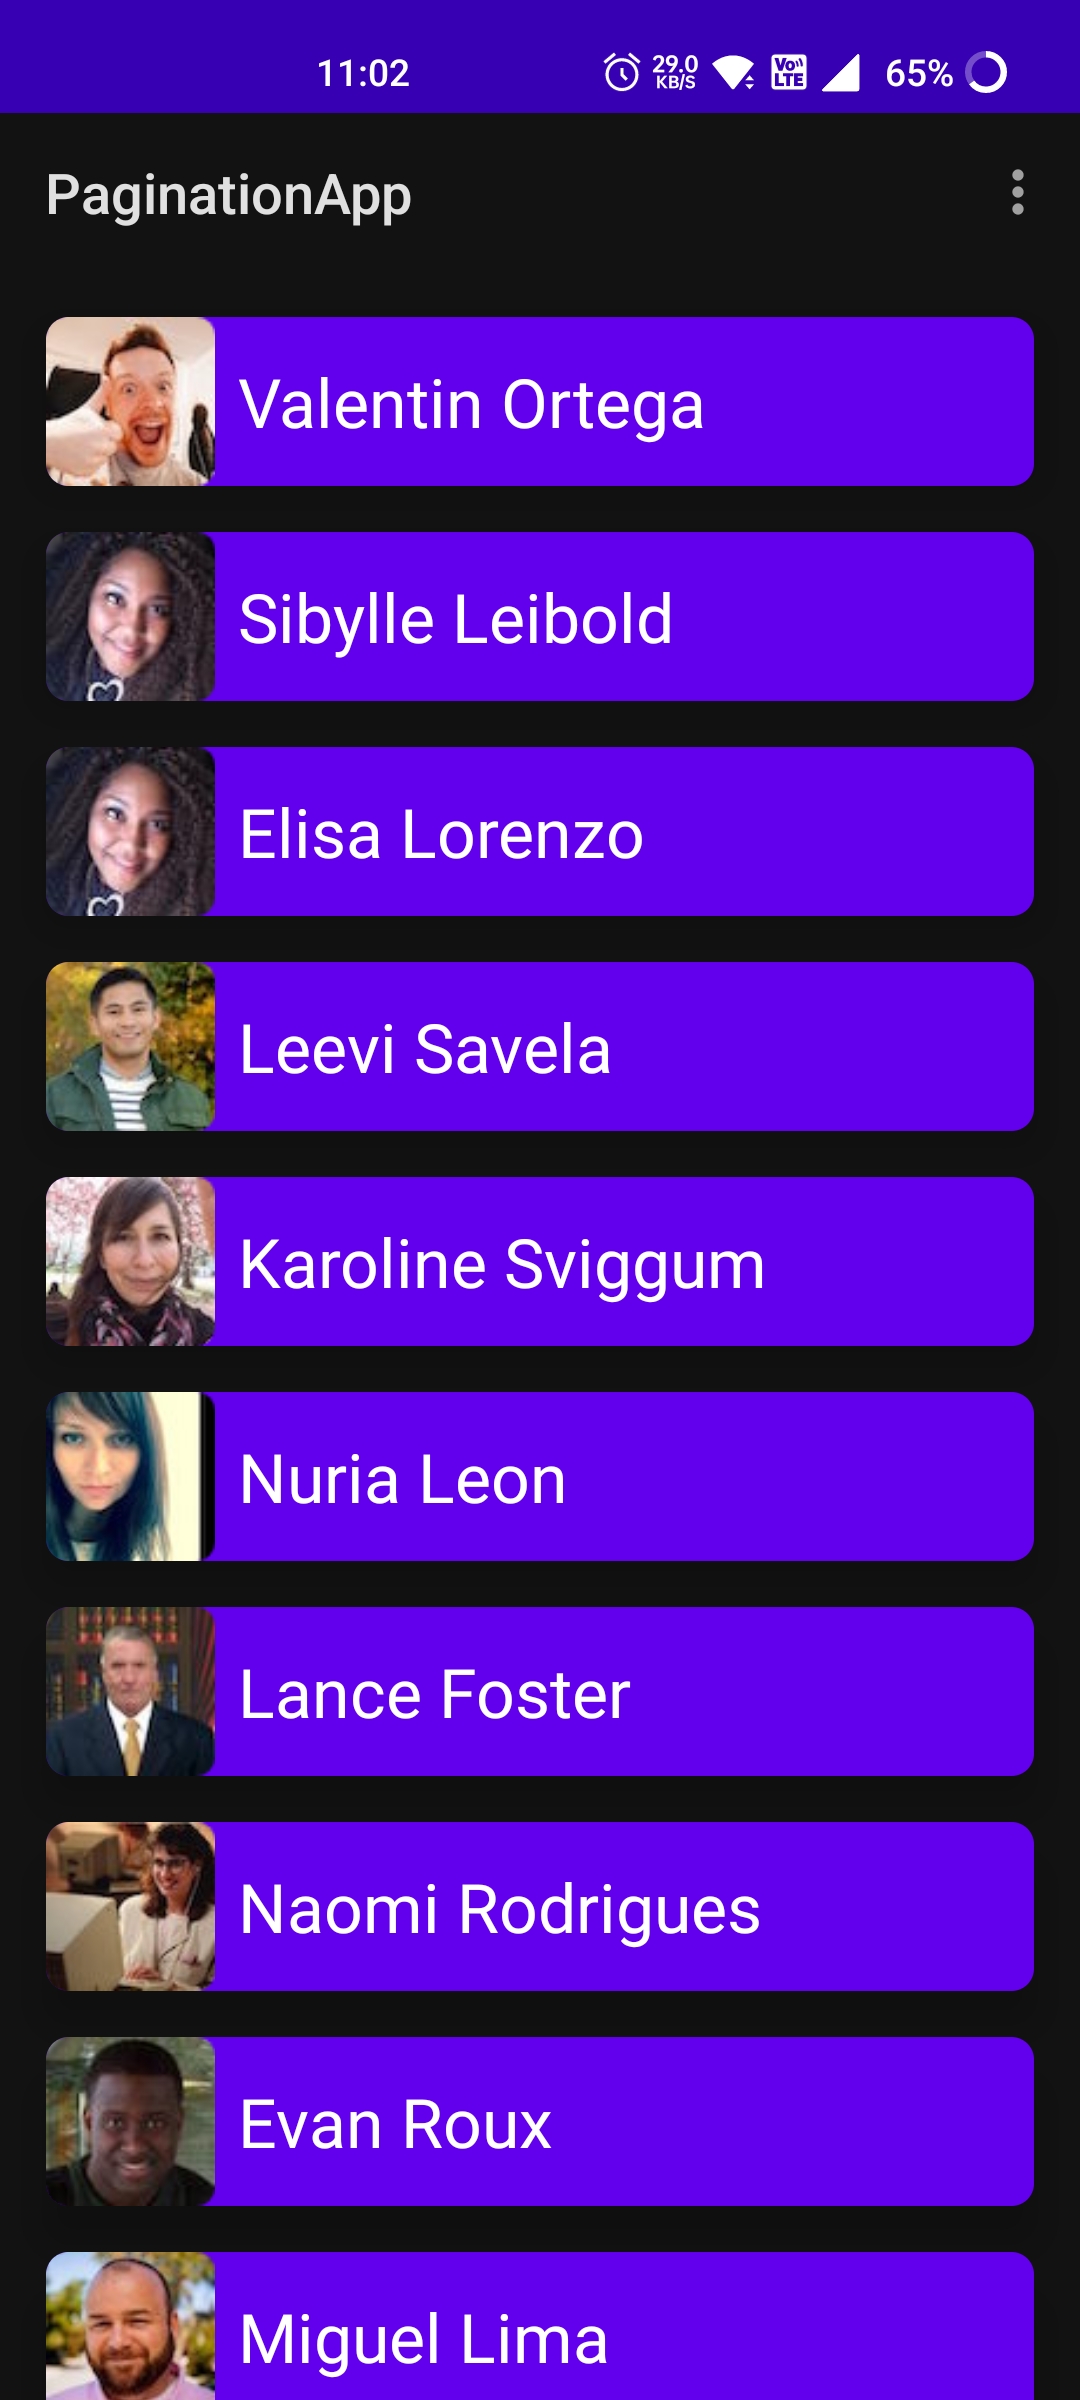 11:02 29.0 KB/S Vo)) LTE 65%
PaginationApp
Valentin Ortega
Sibylle Leibold
Elisa Lorenzo
Leevi Savela
Karoline Sviggum
Nuria Leon
Lance Foster
Naomi Rodrigues
Evan Roux
Miguel Lima